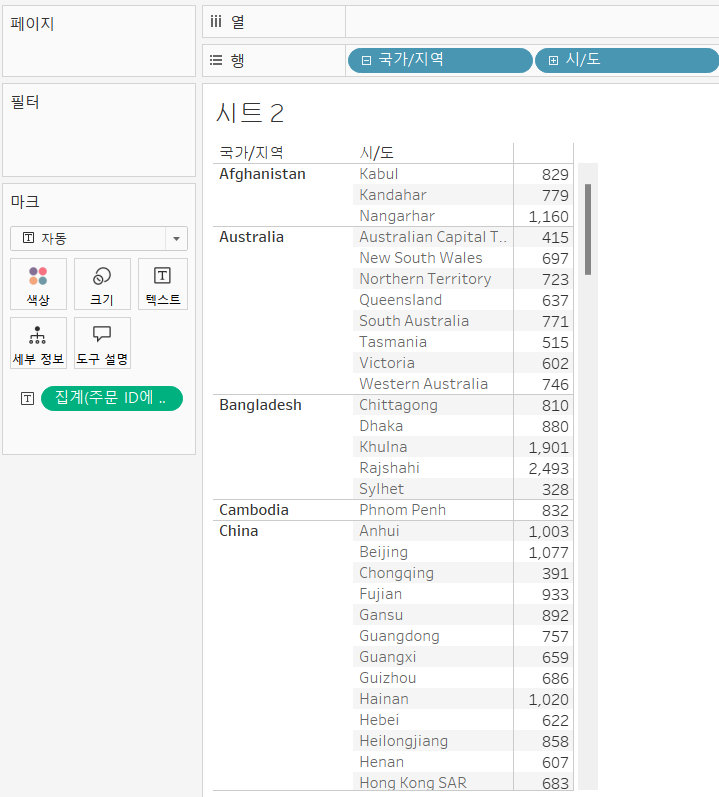 페이지
iii 열
행 국가/지역 시/도
필터
시트 2
국가/지역 시/도
Afghanistan Kabul 829
Kandahar 779
Nangarhar 1,160
마크
Australia Australian Capital T.. 415
자동
New South Wales 697
Northern Territory 723
Queensland 637
색상 크기 텍스트
South Australia 771
Tasmania 515
세부 정보 도구 설명
Victoria 602
Western Australia 746
집계(주문 ID에 ..
Bangladesh Chittagong 810
Dhaka 880
Khulna 1,901
Rajshahi 2,493
Sylhet 328
Cambodia Phnom Penh 832
China Anhui 1,003
Beijing 1,077
Chongqing 391
Fujian 933
Gansu 892
Guangdong 757
Guangxi 659
Guizhou 686
Hainan 1,020
Hebei 622
Heilongjiang 858
Henan 607
Hong Kong SAR 683